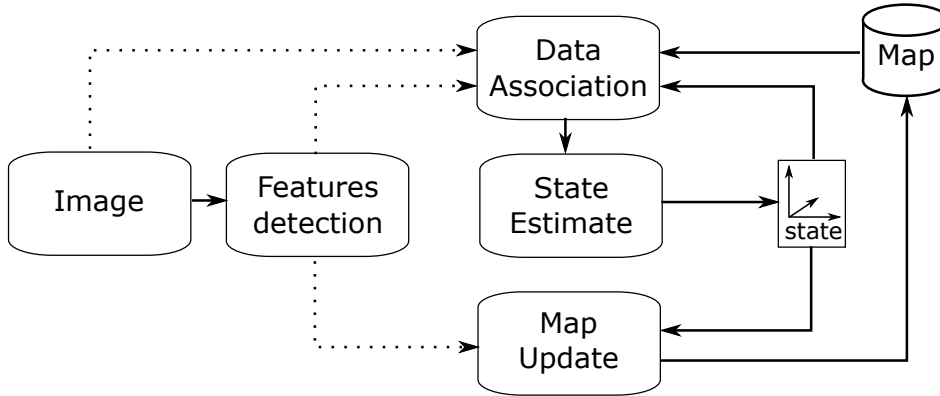 Data
Association
Map
Image
Features
detection
State
Estimate
state
Map
Update